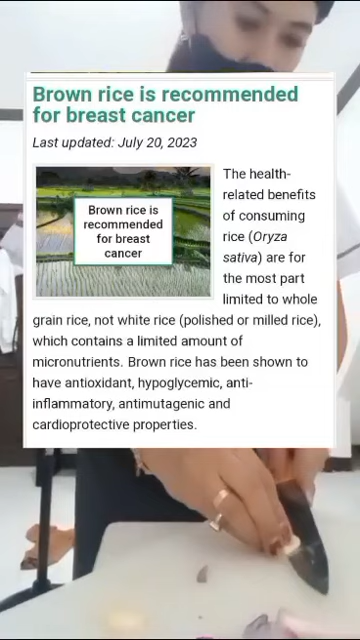 Brown rice is recommended
for breast cancer
Last updated: July 20, 2023
Brown rice is
recommended
for breast
cancer
The health-
related benefits
of consuming
rice (Oryza
sativa) are for
the most part
limited to whole
grain rice, not white rice (polished or milled rice),
which contains a limited amount of
micronutrients. Brown rice has been shown to
have antioxidant, hypoglycemic, anti-
inflammatory, antimutagenic and
cardioprotective properties.